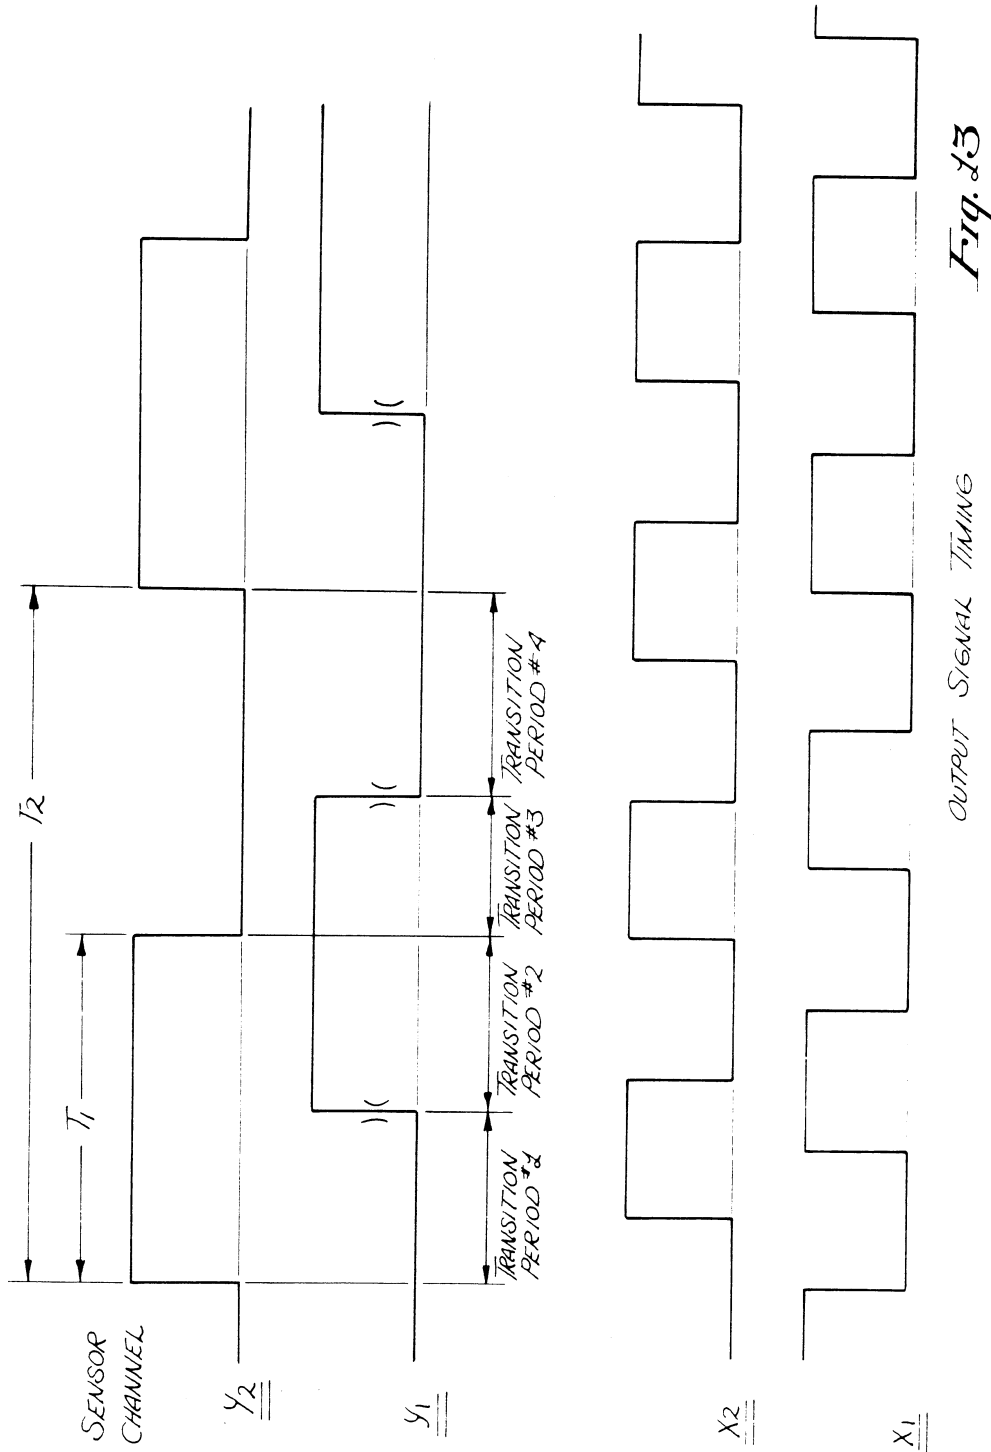 SENSOR
CHANNEL
T2
T1
Y2
Y1
TRANSITION
PERIOD #1
TRANSITION
PERIOD #2
TRANSITION
PERIOD #3
TRANSITION
PERIOD #4
X2
X1
OUTPUT SIGNAL TIMING
Fig. 13